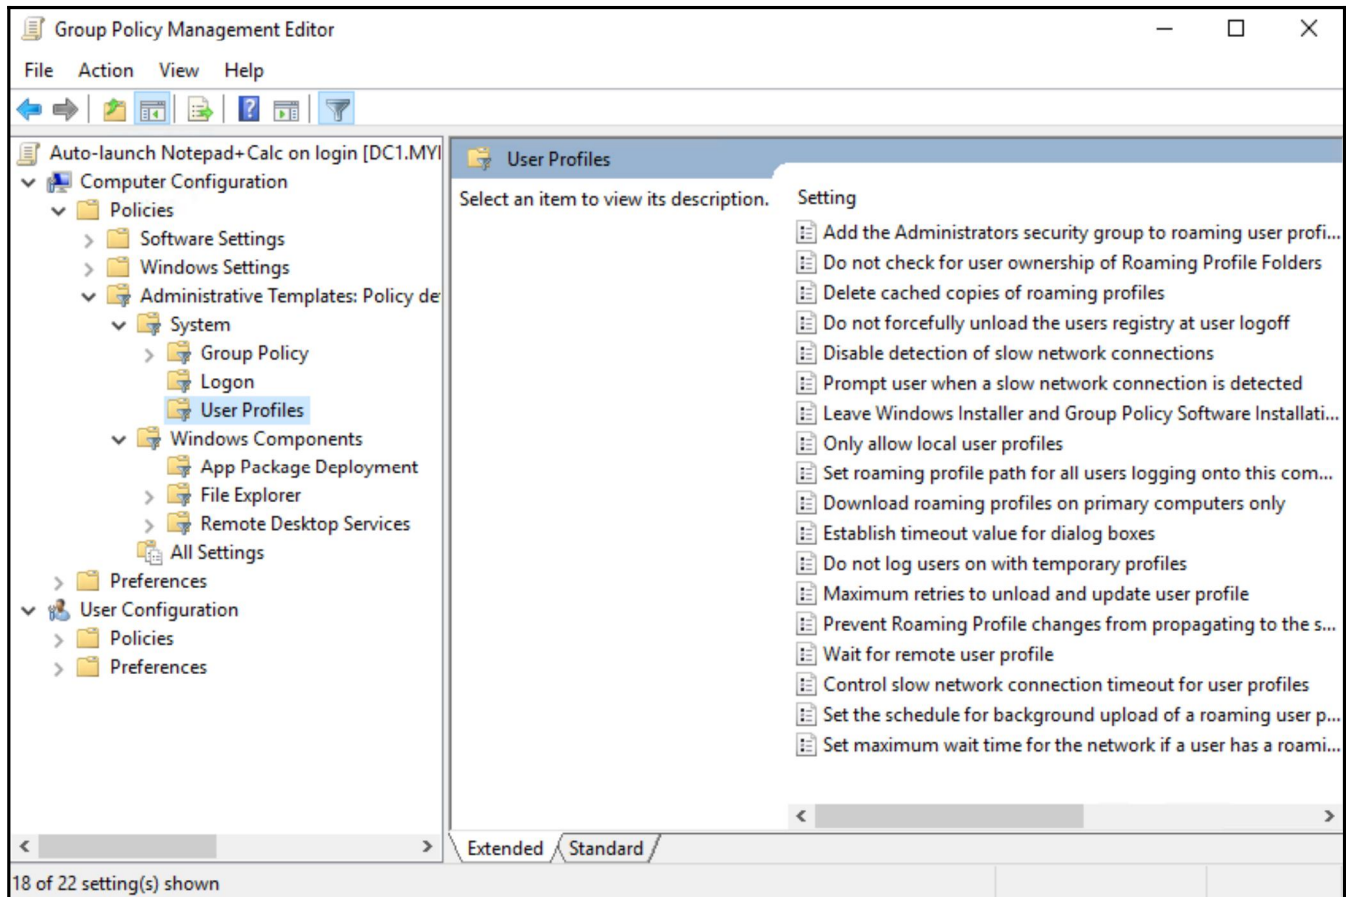 Group Policy Management Editor
File Action View Help
Auto-launch Notepad+Calc on login [DC1.MYI
Computer Configuration
Policies
Software Settings
Windows Settings
Administrative Templates: Policy de
System
Group Policy
Logon
User Profiles
Windows Components
App Package Deployment
File Explorer
Remote Desktop Services
All Settings
Preferences
User Configuration
Policies
Preferences
User Profiles
Select an item to view its description.
Setting
Add the Administrators security group to roaming user profi...
Do not check for user ownership of Roaming Profile Folders
Delete cached copies of roaming profiles
Do not forcefully unload the users registry at user logoff
Disable detection of slow network connections
Prompt user when a slow network connection is detected
Leave Windows Installer and Group Policy Software Installati...
Only allow local user profiles
Set roaming profile path for all users logging onto this com...
Download roaming profiles on primary computers only
Establish timeout value for dialog boxes
Do not log users on with temporary profiles
Maximum retries to unload and update user profile
Prevent Roaming Profile changes from propagating to the s...
Wait for remote user profile
Control slow network connection timeout for user profiles
Set the schedule for background upload of a roaming user p...
Set maximum wait time for the network if a user has a roami...
Extended Standard
18 of 22 setting(s) shown